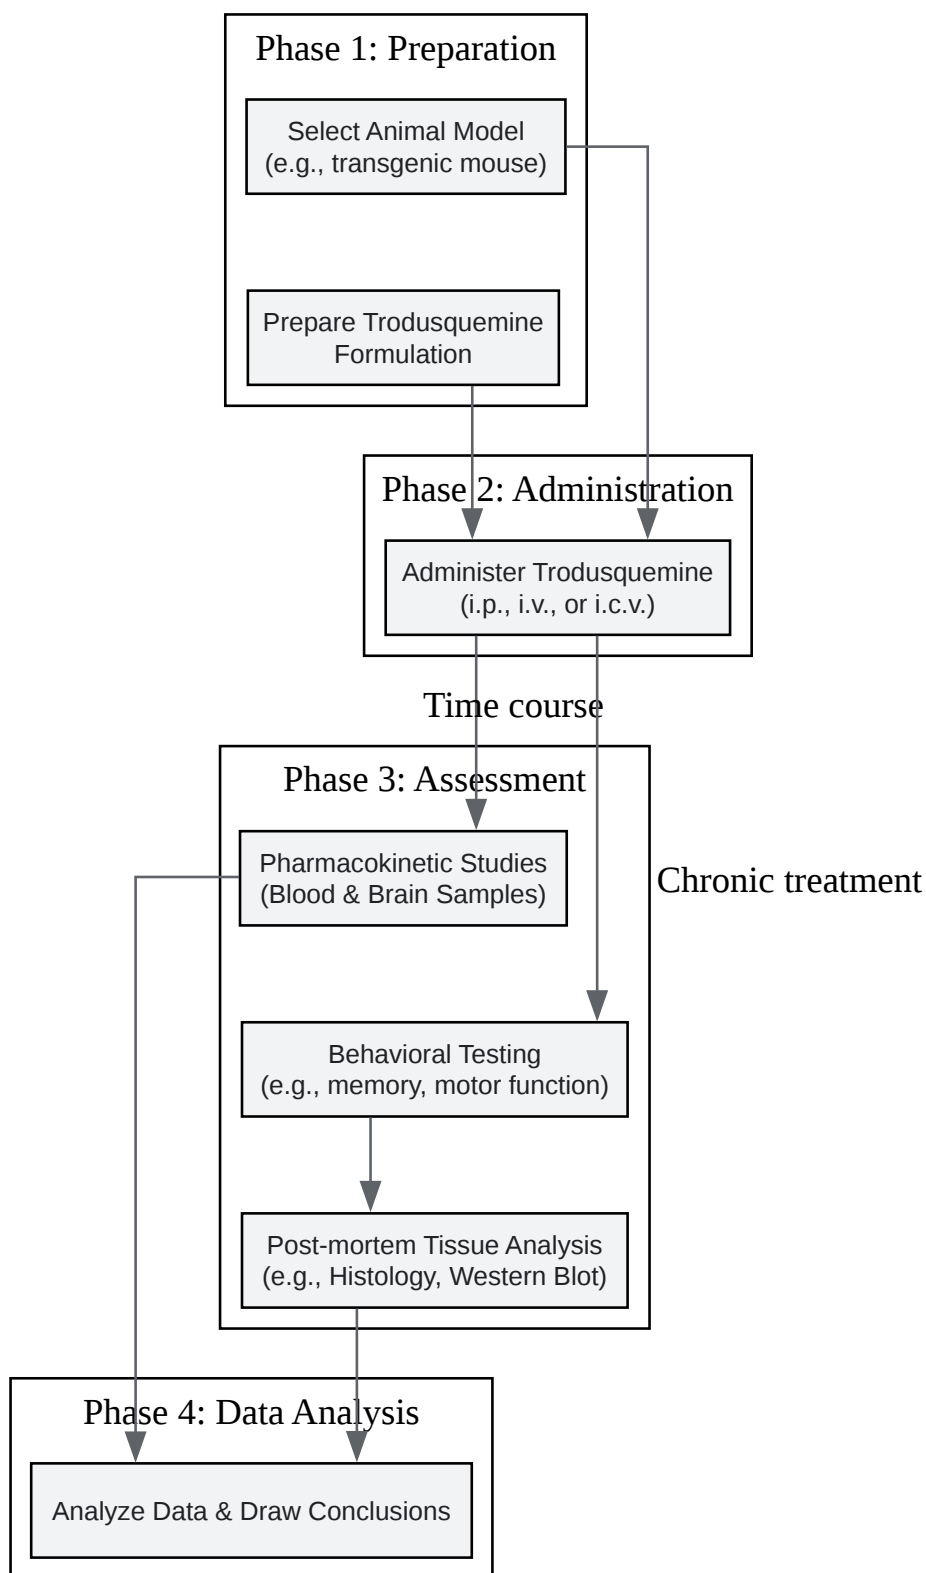 Phase 1: Preparation
Select Animal Model
(e.g., transgenic mouse)
Prepare Trodusquemine
Formulation
Phase 2: Administration
Administer Trodusquemine
(i.p., i.v., or i.c.v.)
Time course
Phase 3: Assessment
Pharmacokinetic Studies
(Blood & Brain Samples)
Chronic treatment
Behavioral Testing
(e.g., memory, motor function)
Post-mortem Tissue Analysis
(e.g., Histology, Western Blot)
Phase 4: Data Analysis
Analyze Data & Draw Conclusions